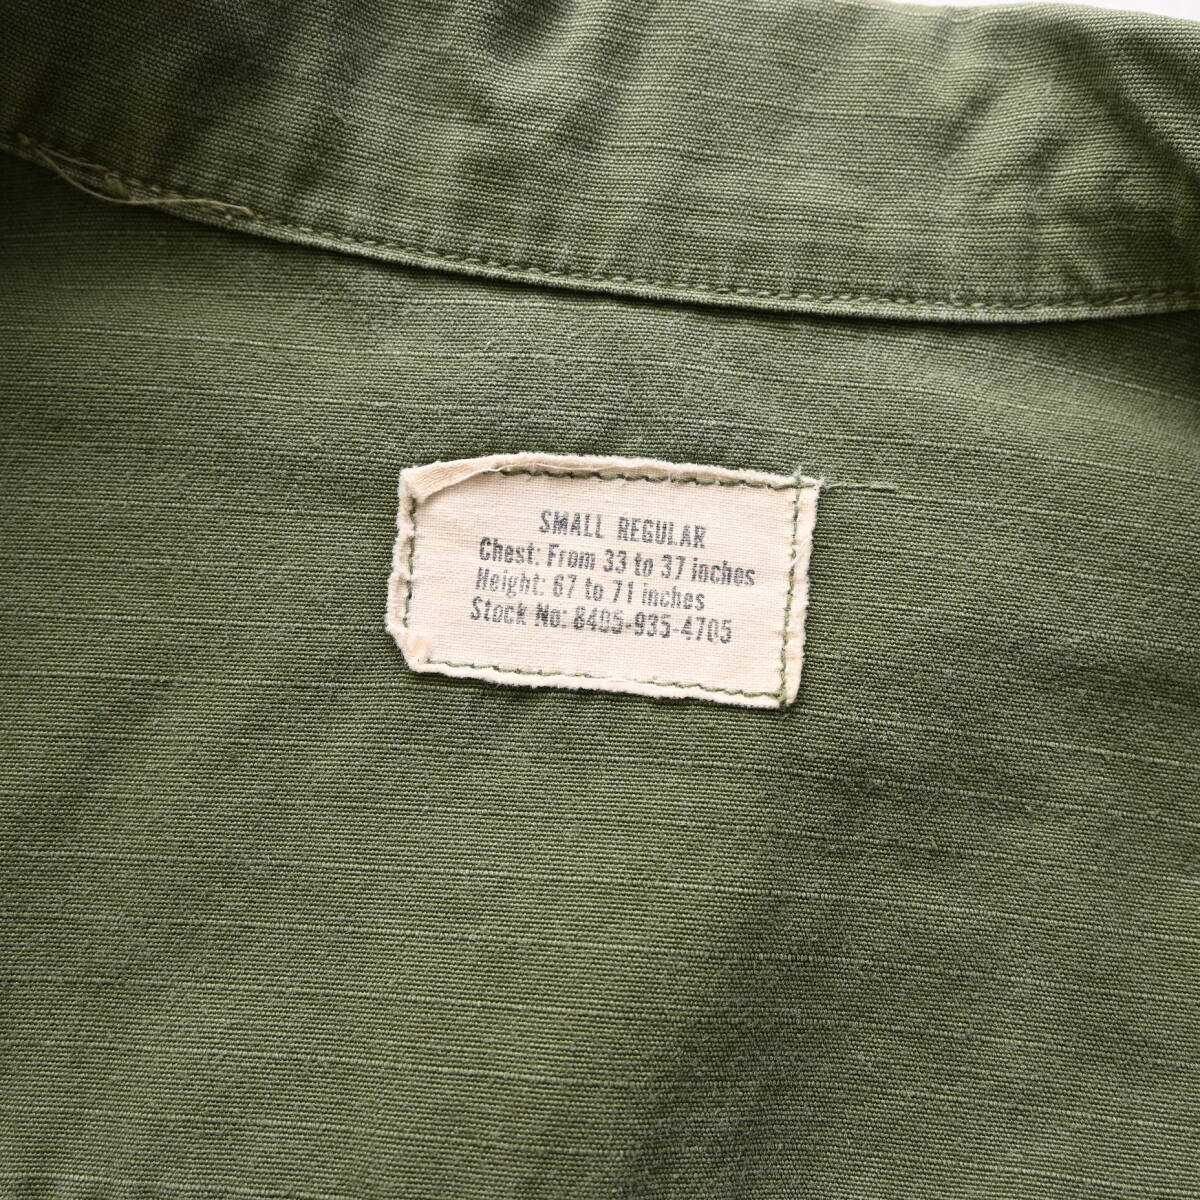 SMALL REGULAR
Chest: From 33 to 37 inches
Height: 67 to 71 inches
Stock No: 8405-935-4705